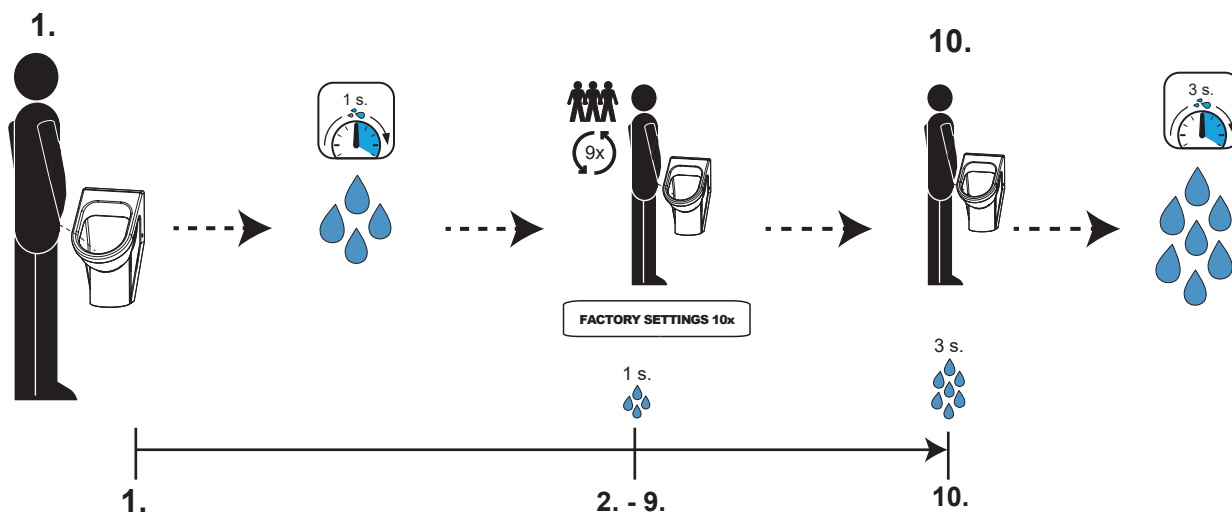 1.
10.
1 s.
3 s.
9x
FACTORY SETTINGS 10x
1 s.
3 s.
1.
2. - 9.
10.